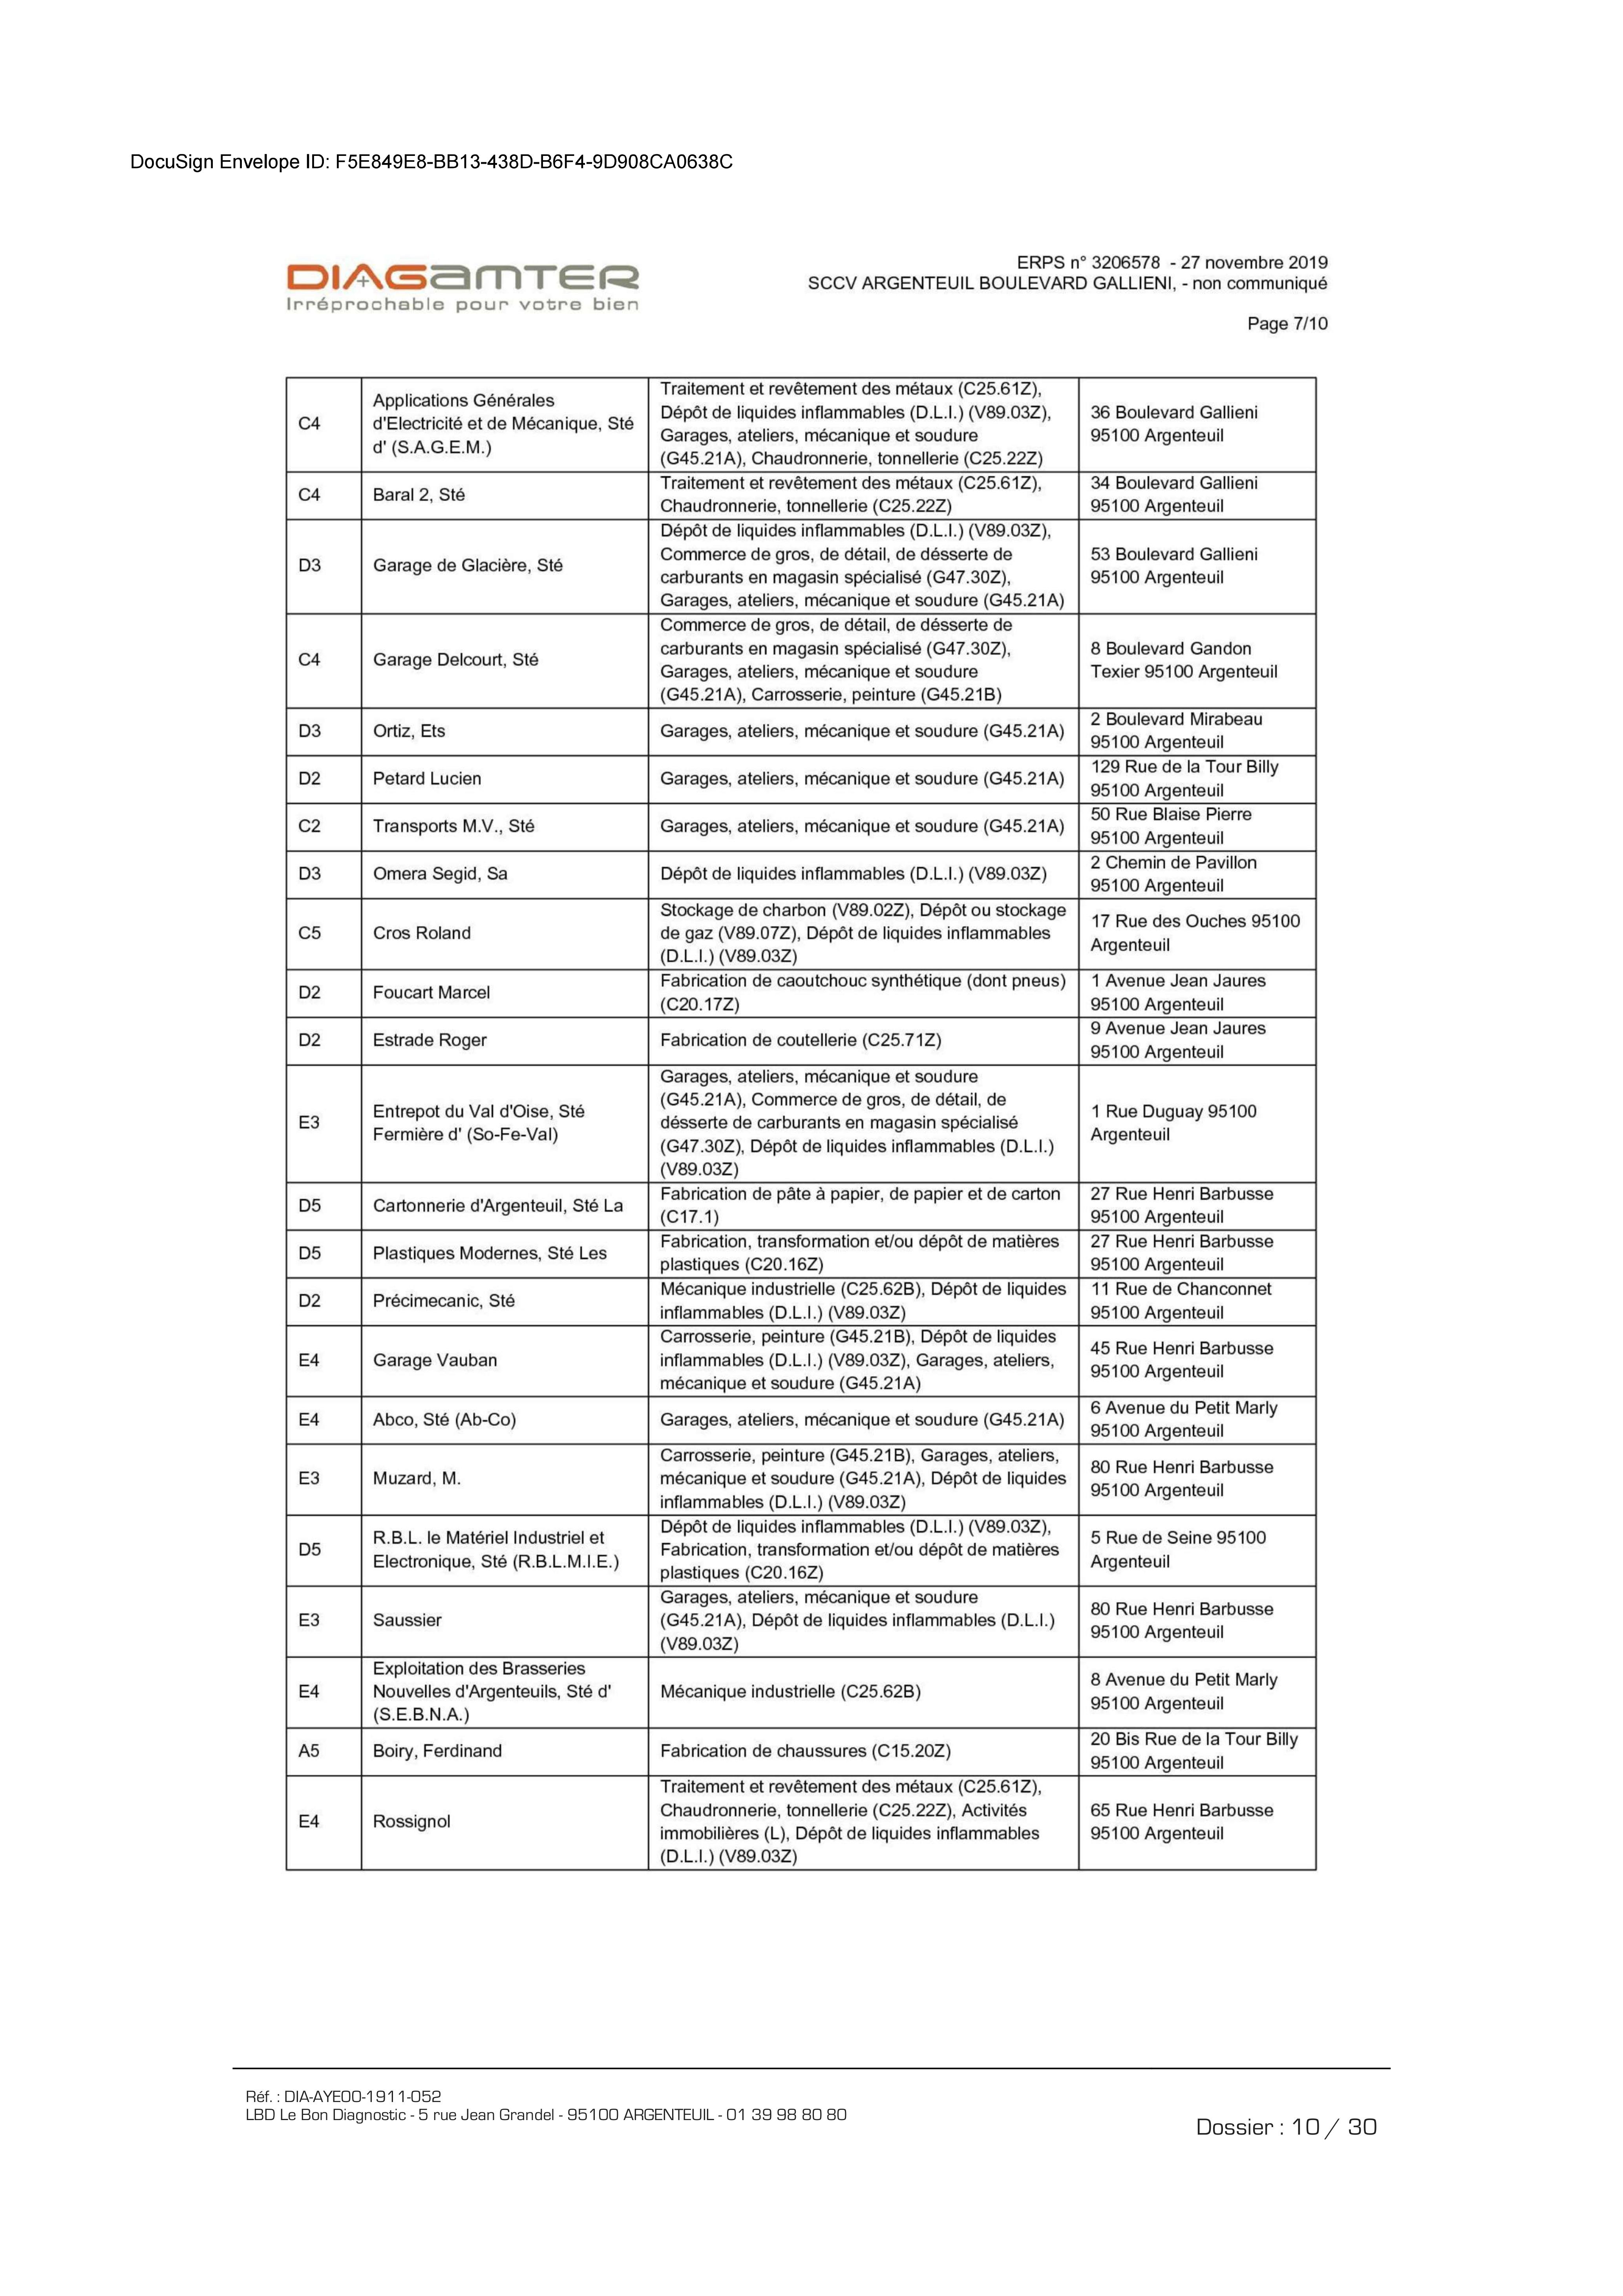 DocuSign Envelope ID: F5E849E8-BB13-438D-B6F4-9D908CA0638C
DIAGAMTER
Irréprochable pour votre bien
ERPS n° 3206578 - 27 novembre 2019
SCCV ARGENTEUIL BOULEVARD GALLIENI, - non communiqué
Page 7/10
C4
Applications Générales
d'Electricité et de Mécanique, Sté
d' (S.A.G.E.M.)
Traitement et revêtement des métaux (C25.61Z),
Dépôt de liquides inflammables (D.L.I.) (V89.03Z),
Garages, ateliers, mécanique et soudure
(G45.21A), Chaudronnerie, tonnellerie (C25.22Z)
36 Boulevard Gallieni
95100 Argenteuil
C4
Baral 2, Sté
Traitement et revêtement des métaux (C25.61Z),
Chaudronnerie, tonnellerie (C25.22Z)
34 Boulevard Gallieni
95100 Argenteuil
D3
Garage de Glacière, Sté
Dépôt de liquides inflammables (D.L.I.) (V89.03Z),
Commerce de gros, de détail, de désserte de
carburants en magasin spécialisé (G47.30Z),
Garages, ateliers, mécanique et soudure (G45.21A)
53 Boulevard Gallieni
95100 Argenteuil
C4
Garage Delcourt, Sté
Commerce de gros, de détail, de désserte de
carburants en magasin spécialisé (G47.30Z),
Garages, ateliers, mécanique et soudure
(G45.21A), Carrosserie, peinture (G45.21B)
8 Boulevard Gandon
Texier 95100 Argenteuil
D3
Ortiz, Ets
Garages, ateliers, mécanique et soudure (G45.21A)
2 Boulevard Mirabeau
95100 Argenteuil
D2
Petard Lucien
Garages, ateliers, mécanique et soudure (G45.21A)
129 Rue de la Tour Billy
95100 Argenteuil
C2
Transports M.V., Sté
Garages, ateliers, mécanique et soudure (G45.21A)
50 Rue Blaise Pierre
95100 Argenteuil
D3
Omera Segid, Sa
Dépôt de liquides inflammables (D.L.I.) (V89.03Z)
2 Chemin de Pavillon
95100 Argenteuil
C5
Cros Roland
Stockage de charbon (V89.02Z), Dépôt ou stockage
de gaz (V89.07Z), Dépôt de liquides inflammables
(D.L.I.) (V89.03Z)
17 Rue des Ouches 95100
Argenteuil
D2
Foucart Marcel
Fabrication de caoutchouc synthétique (dont pneus)
(C20.17Z)
1 Avenue Jean Jaures
95100 Argenteuil
D2
Estrade Roger
Fabrication de coutellerie (C25.71Z)
9 Avenue Jean Jaures
95100 Argenteuil
E3
Entrepot du Val d'Oise, Sté
Fermière d' (So-Fe-Val)
Garages, ateliers, mécanique et soudure
(G45.21A), Commerce de gros, de détail, de
désserte de carburants en magasin spécialisé
(G47.30Z), Dépôt de liquides inflammables (D.L.I.)
(V89.03Z)
1 Rue Duguay 95100
Argenteuil
D5
Cartonnerie d'Argenteuil, Sté La
Fabrication de pâte à papier, de papier et de carton
(C17.1)
27 Rue Henri Barbusse
95100 Argenteuil
D5
Plastiques Modernes, Sté Les
Fabrication, transformation et/ou dépôt de matières
plastiques (C20.16Z)
27 Rue Henri Barbusse
95100 Argenteuil
D2
Précimecanic, Sté
Mécanique industrielle (C25.62B), Dépôt de liquides
inflammables (D.L.I.) (V89.03Z)
11 Rue de Chanconnet
95100 Argenteuil
E4
Garage Vauban
Carrosserie, peinture (G45.21B), Dépôt de liquides
inflammables (D.L.I.) (V89.03Z), Garages, ateliers,
mécanique et soudure (G45.21A)
45 Rue Henri Barbusse
95100 Argenteuil
E4
Abco, Sté (Ab-Co)
Garages, ateliers, mécanique et soudure (G45.21A)
6 Avenue du Petit Marly
95100 Argenteuil
E3
Muzard, M.
Carrosserie, peinture (G45.21B), Garages, ateliers,
mécanique et soudure (G45.21A), Dépôt de liquides
inflammables (D.L.I.) (V89.03Z)
80 Rue Henri Barbusse
95100 Argenteuil
D5
R.B.L. le Matériel Industriel et
Electronique, Sté (R.B.L.M.I.E.)
Dépôt de liquides inflammables (D.L.I.) (V89.03Z),
Fabrication, transformation et/ou dépôt de matières
plastiques (C20.16Z)
5 Rue de Seine 95100
Argenteuil
E3
Saussier
Garages, ateliers, mécanique et soudure
(G45.21A), Dépôt de liquides inflammables (D.L.I.)
(V89.03Z)
80 Rue Henri Barbusse
95100 Argenteuil
E4
Exploitation des Brasseries
Nouvelles d'Argenteuils, Sté d'
(S.E.B.N.A.)
Mécanique industrielle (C25.62B)
8 Avenue du Petit Marly
95100 Argenteuil
A5
Boiry, Ferdinand
Fabrication de chaussures (C15.20Z)
20 Bis Rue de la Tour Billy
95100 Argenteuil
E4
Rossignol
Traitement et revêtement des métaux (C25.61Z),
Chaudronnerie, tonnellerie (C25.22Z), Activités
immobilières (L), Dépôt de liquides inflammables
(D.L.I.) (V89.03Z)
65 Rue Henri Barbusse
95100 Argenteuil
Réf. : DIA-AYE00-1911-052
LBD Le Bon Diagnostic - 5 rue Jean Grandel - 95100 ARGENTEUIL - 01 39 98 80 80
Dossier : 10 / 30